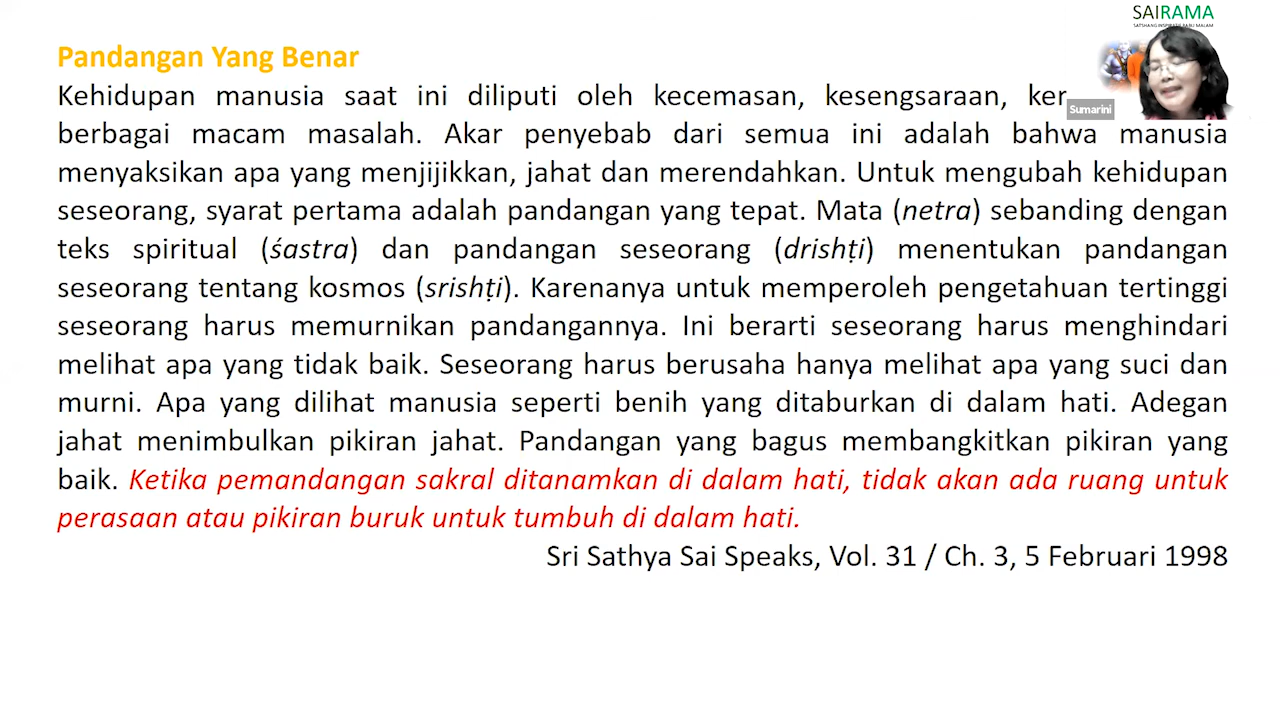 SAIRAMA
Pandangan Yang Benar
Kehidupan manusia saat ini diliputi oleh kecemasan, kesengsaraan,
Sumarini
berbagai macam masalah. Akar penyebab dari semua ini adalah bahwa manusia
menyaksikan apa yang menjijikkan, jahat dan merendahkan. Untuk mengubah kehidupan
seseorang, syarat pertama adalah pandangan yang tepat. Mata (netra) sebanding dengan
teks spiritual (śastra) dan pandangan seseorang (drishṭi) menentukan pandangan
seseorang tentang kosmos (srishṭi). Karenanya untuk memperoleh pengetahuan tertinggi
seseorang harus memurnikan pandangannya. Ini berarti seseorang harus menghindari
melihat apa yang tidak baik. Seseorang harus berusaha hanya melihat apa yang suci dan
murni. Apa yang dilihat manusia seperti benih yang ditaburkan di dalam hati. Adegan
jahat menimbulkan pikiran jahat. Pandangan yang bagus membangkitkan pikiran yang
baik. Ketika pemandangan sakral ditanamkan di dalam hati, tidak akan ada ruang untuk
perasaan atau pikiran buruk untuk tumbuh di dalam hati.
Sri Sathya Sai Speaks, Vol. 31 / Ch. 3, 5 Februari 1998